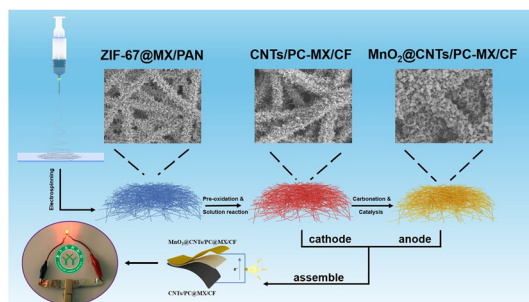 ZIF-67@MX/PAN
CNTs/PC-MX/CF
MnO₂@CNTs/PC-MX/CF
Electrospinning
Pre-oxidation &
Solution reaction
Carbonation &
Catalysis
cathode
anode
assemble
MnO₂@CNTs/PC@MX/CF
CNTs/PC@MX/CF